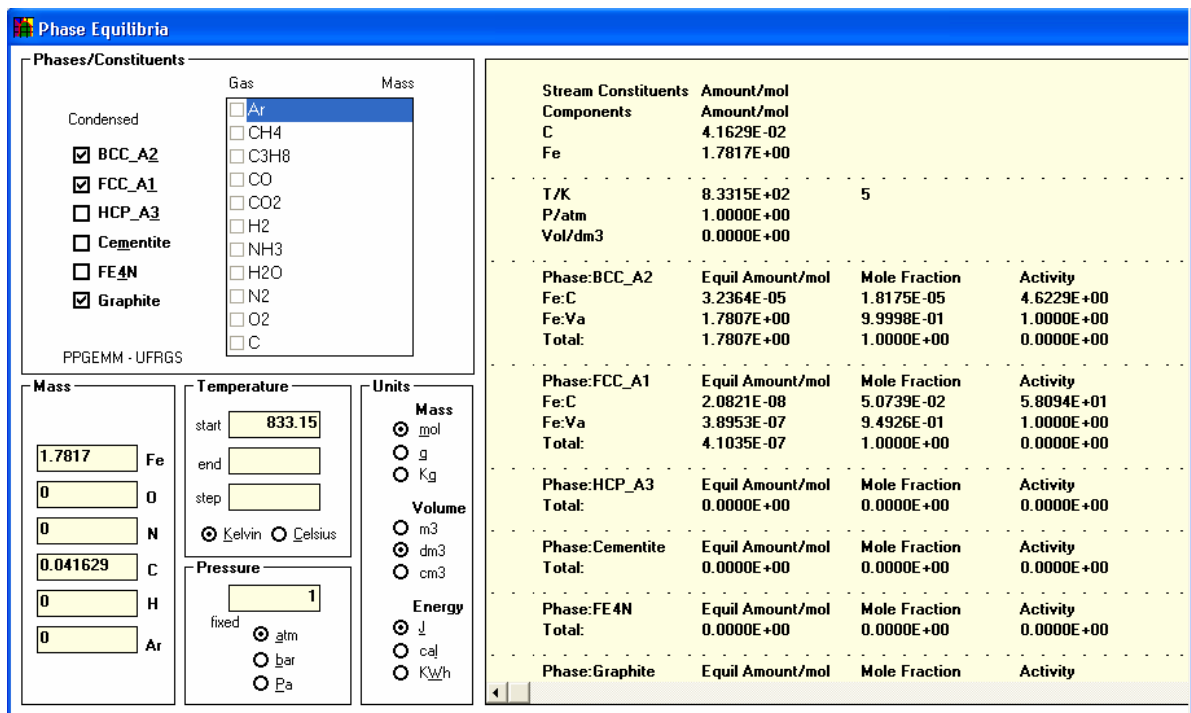 Phase Equilibria
Phases/Constituents
Gas Mass
Condensed
BCC_A2
FCC_A1
HCP_A3
Cementite
FE4N
Graphite
Ar
CH4
C3H8
CO
CO2
H2
NH3
H2O
N2
O2
C
PPGEMM - UFRGS
Mass
1.7817 Fe
0 O
0 N
0.041629 C
0 H
0 Ar
Temperature
start 833.15
end
step
Kelvin Celsius
Pressure
1
fixed
atm
bar
Pa
Units
Mass
mol
g
Kg
Volume
m3
dm3
cm3
Energy
J
cal
KWh
Stream Constituents Amount/mol
Components Amount/mol
C 4.1629E-02
Fe 1.7817E+00
T/K 8.3315E+02 5
P/atm 1.0000E+00
Vol/dm3 0.0000E+00
Phase:BCC_A2 Equil Amount/mol Mole Fraction Activity
Fe:C 3.2364E-05 1.8175E-05 4.6229E+00
Fe:Va 1.7807E+00 9.9998E-01 1.0000E+00
Total: 1.7807E+00 1.0000E+00 0.0000E+00
Phase:FCC_A1 Equil Amount/mol Mole Fraction Activity
Fe:C 2.0821E-08 5.0739E-02 5.8094E+01
Fe:Va 3.8953E-07 9.4926E-01 1.0000E+00
Total: 4.1035E-07 1.0000E+00 0.0000E+00
Phase:HCP_A3 Equil Amount/mol Mole Fraction Activity
Total: 0.0000E+00 0.0000E+00 0.0000E+00
Phase:Cementite Equil Amount/mol Mole Fraction Activity
Total: 0.0000E+00 0.0000E+00 0.0000E+00
Phase:FE4N Equil Amount/mol Mole Fraction Activity
Total: 0.0000E+00 0.0000E+00 0.0000E+00
Phase:Graphite Equil Amount/mol Mole Fraction Activity